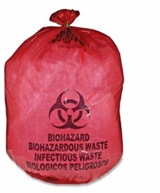 BIOHAZARD
BIOHAZARDOUS WASTE
INFECTIOUS WASTE
BIOLOGICOS PELIGROSOS